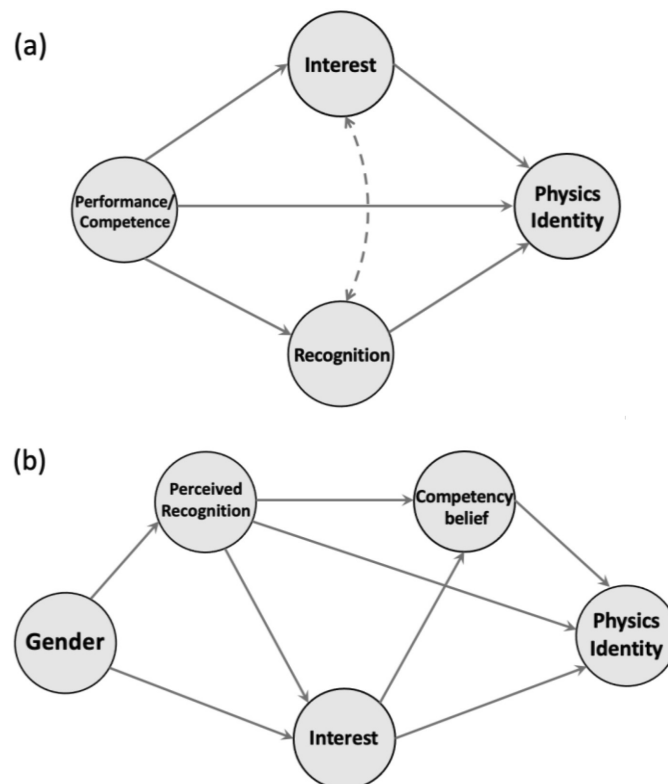 (a)
Interest
Performance/
Competence
Physics
Identity
Recognition
(b)
Perceived
Recognition
Competency
belief
Gender
Physics
Identity
Interest